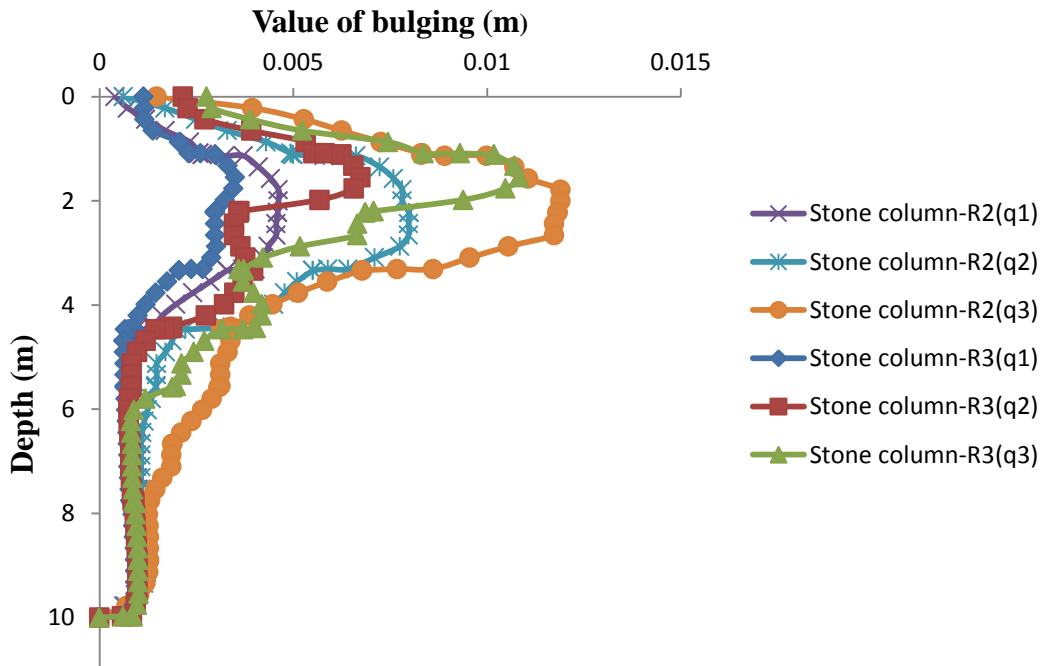 Value of bulging (m)
0 0.005 0.01 0.015
0
2
4
6
8
10
Depth (m)
Stone column-R2(q1)
Stone column-R2(q2)
Stone column-R2(q3)
Stone column-R3(q1)
Stone column-R3(q2)
Stone column-R3(q3)